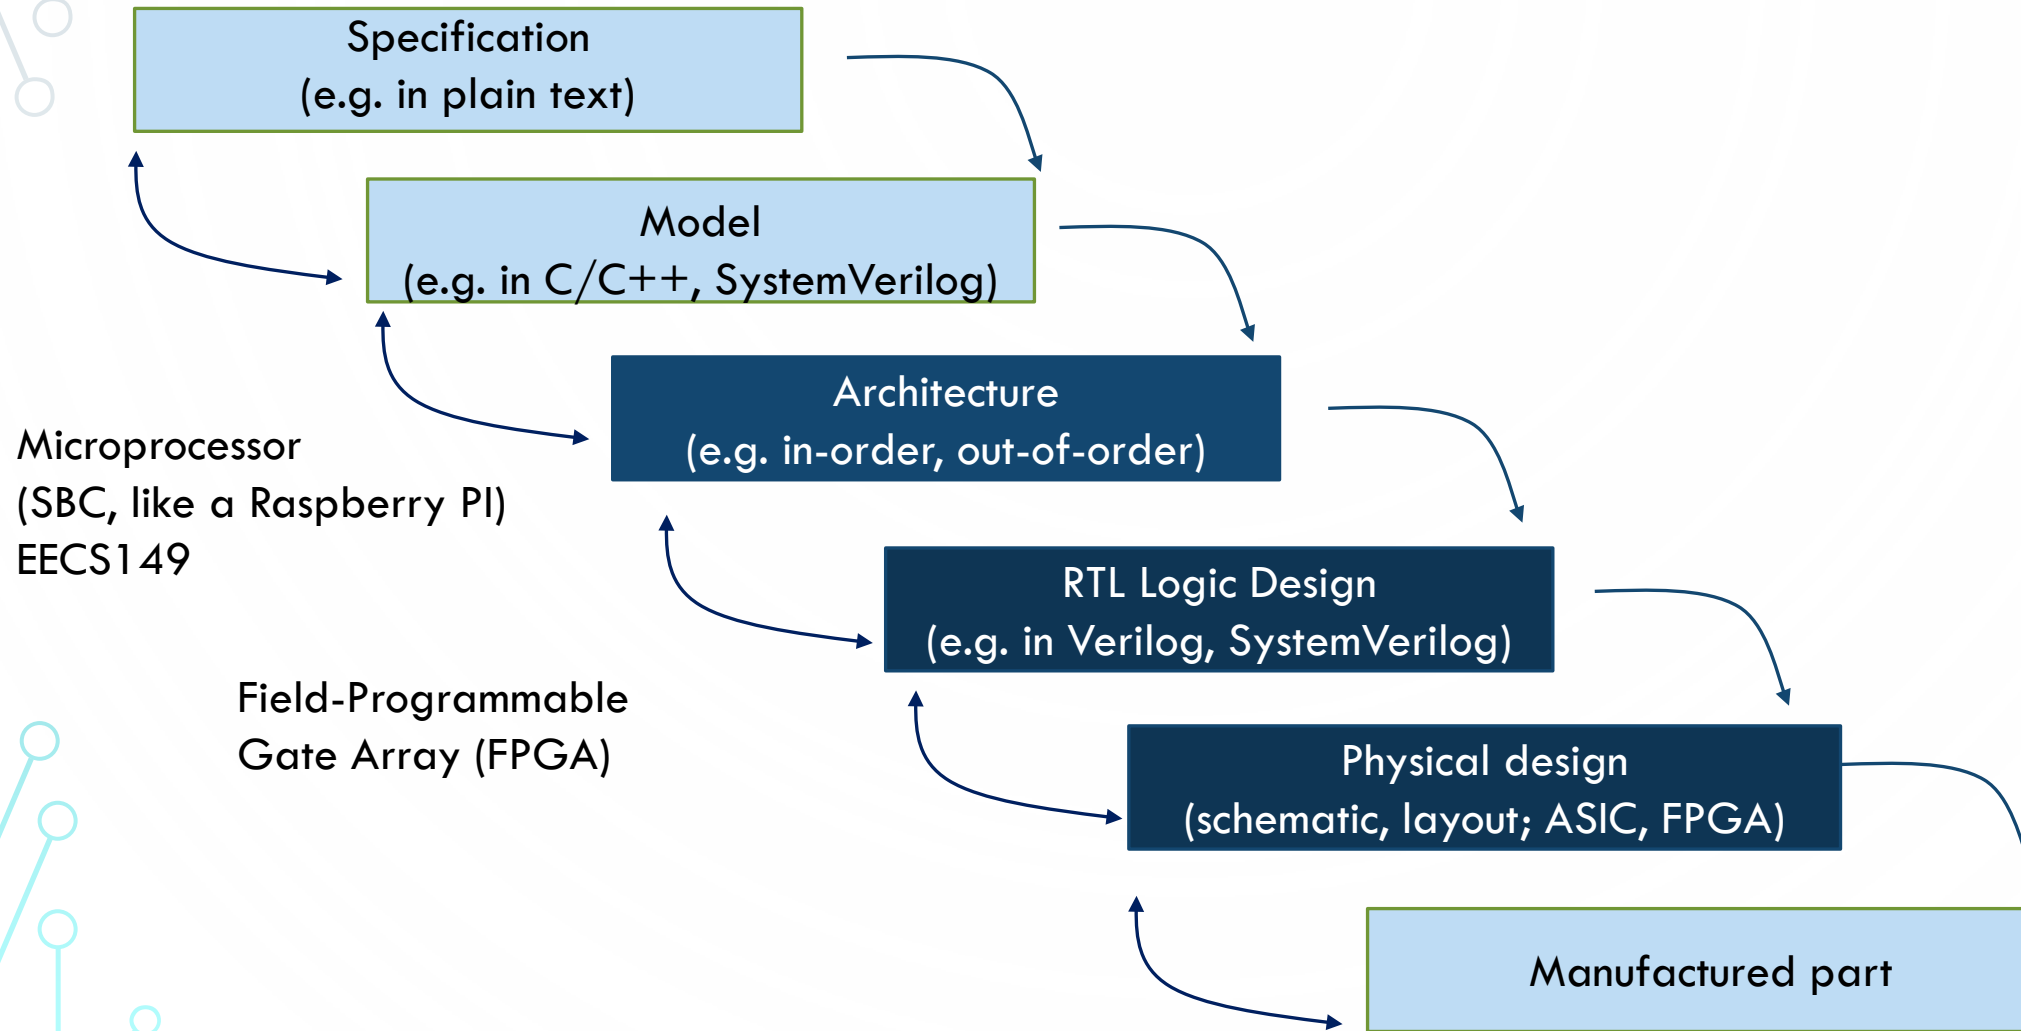 Specification
(e.g. in plain text)
Model
(e.g. in C/C++, SystemVerilog)
Architecture
(e.g. in-order, out-of-order)
Microprocessor
(SBC, like a Raspberry PI)
EECS149
RTL Logic Design
(e.g. in Verilog, SystemVerilog)
Field-Programmable
Gate Array (FPGA)
Physical design
(schematic, layout; ASIC, FPGA)
Manufactured part